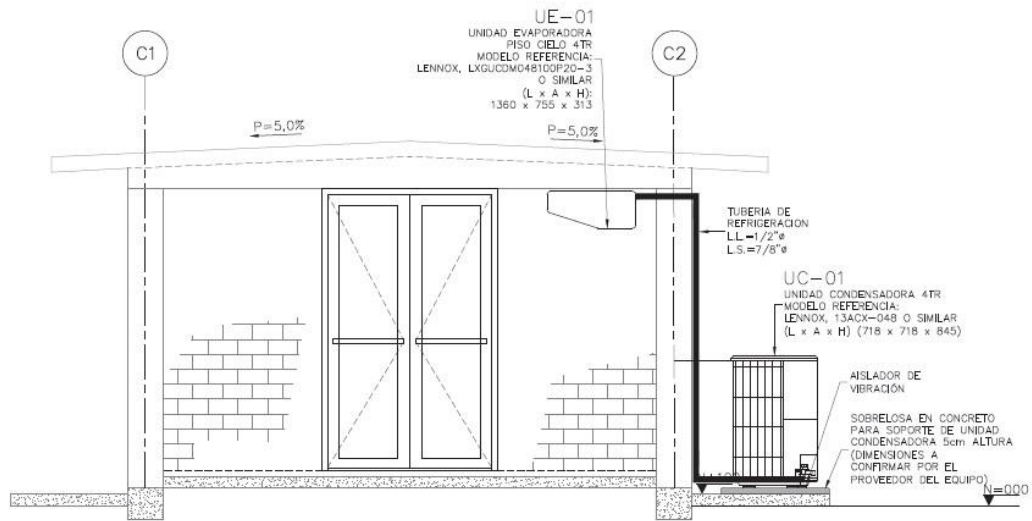 UE-01
UNIDAD EVAPORADORA
PISO CIELO 4TR
MODELO REFERENCIA:
LENNOX, LXGUCDM048100P20-3
O SIMILAR
(L x A x H):
1360 x 755 x 313
C1
C2
P=5,0%
P=5,0%
TUBERIA DE
REFRIGERACION
L.L=1/2"ø
L.S.=7/8"ø
UC-01
UNIDAD CONDENSADORA 4TR
MODELO REFERENCIA:
LENNOX, 13ACX-048 O SIMILAR
(L x A x H) (718 x 718 x 845)
AISLADOR DE
VIBRACIÓN
SOBRELOSA EN CONCRETO
PARA SOPORTE DE UNIDAD
CONDENSADORA 5cm ALTURA
(DIMENSIONES A
CONFIRMAR POR EL
PROVEEDOR DEL EQUIPO)
N=000